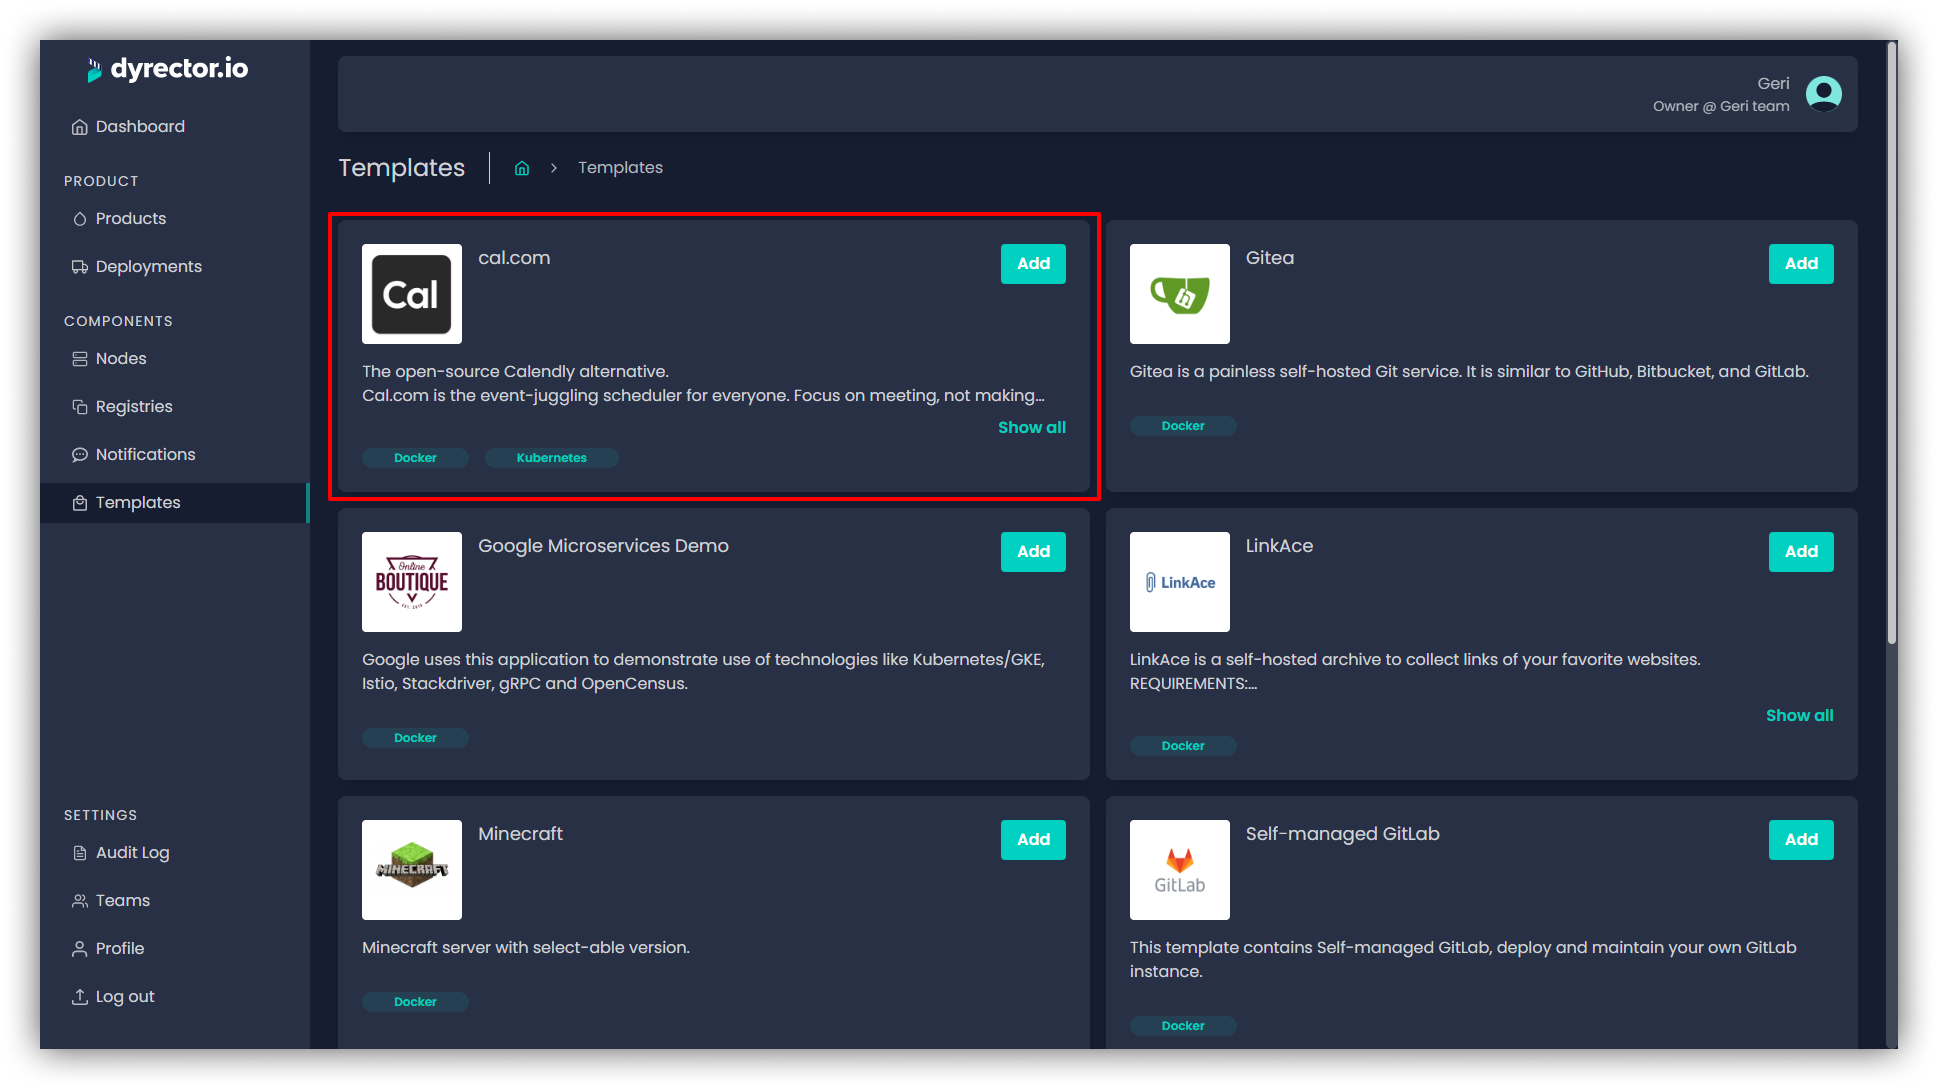 dyrector.io
Dashboard
PRODUCT
Products
Deployments
COMPONENTS
Nodes
Registries
Notifications
Templates
SETTINGS
Audit Log
Teams
Profile
Log out
Geri
Owner @ Geri team
Templates
Templates
Cal
cal.com
Add
The open-source Calendly alternative.
Cal.com is the event-juggling scheduler for everyone. Focus on meeting, not making...
Show all
Docker
Kubernetes
Gitea
Add
Gitea is a painless self-hosted Git service. It is similar to GitHub, Bitbucket, and GitLab.
Docker
Online
BOUTIQUE
Google Microservices Demo
Add
Google uses this application to demonstrate use of technologies like Kubernetes/GKE,
Istio, Stackdriver, gRPC and OpenCensus.
Docker
LinkAce
LinkAce
Add
LinkAce is a self-hosted archive to collect links of your favorite websites.
REQUIREMENTS:...
Show all
Docker
MINECRAFT
Minecraft
Add
Minecraft server with select-able version.
Docker
GitLab
Self-managed GitLab
Add
This template contains Self-managed GitLab, deploy and maintain your own GitLab
instance.
Docker